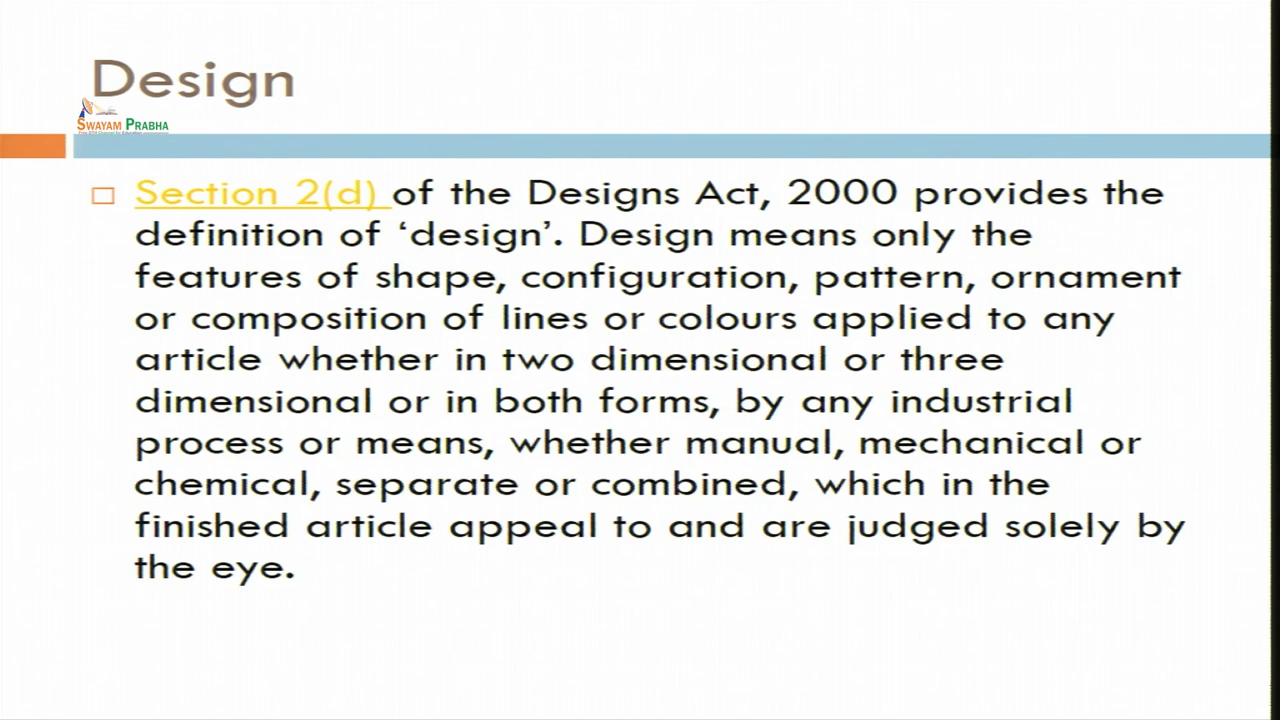 Design
SWAYAM PRABHA
Section 2(d) of the Designs Act, 2000 provides the
definition of ‘design’. Design means only the
features of shape, configuration, pattern, ornament
or composition of lines or colours applied to any
article whether in two dimensional or three
dimensional or in both forms, by any industrial
process or means, whether manual, mechanical or
chemical, separate or combined, which in the
finished article appeal to and are judged solely by
the eye.